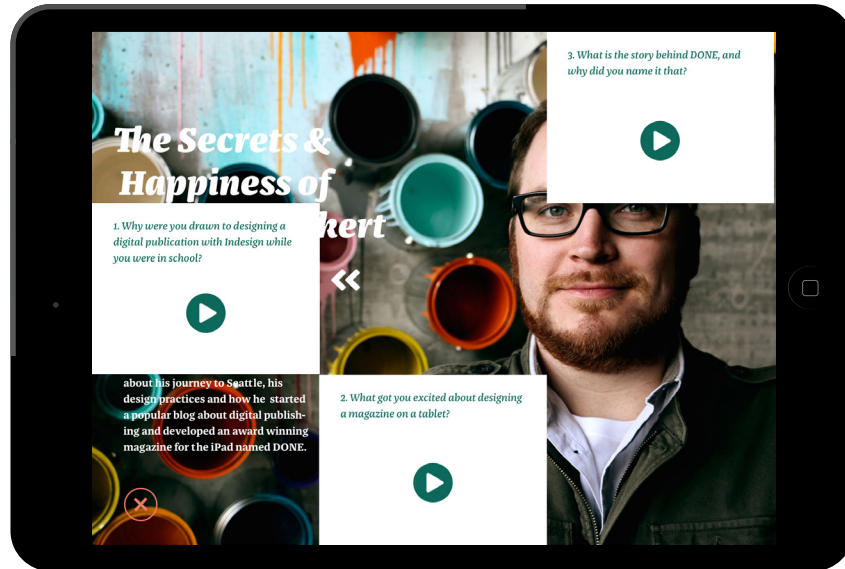 The Secrets &
Happiness of
kert
1. Why were you drawn to designing a
digital publication with Indesign while
you were in school?
about his journey to Seattle, his
design practices and how he started
a popular blog about digital publish-
ing and developed an award winning
magazine for the iPad named DONE.
2. What got you excited about designing
a magazine on a tablet?
3. What is the story behind DONE, and
why did you name it that?